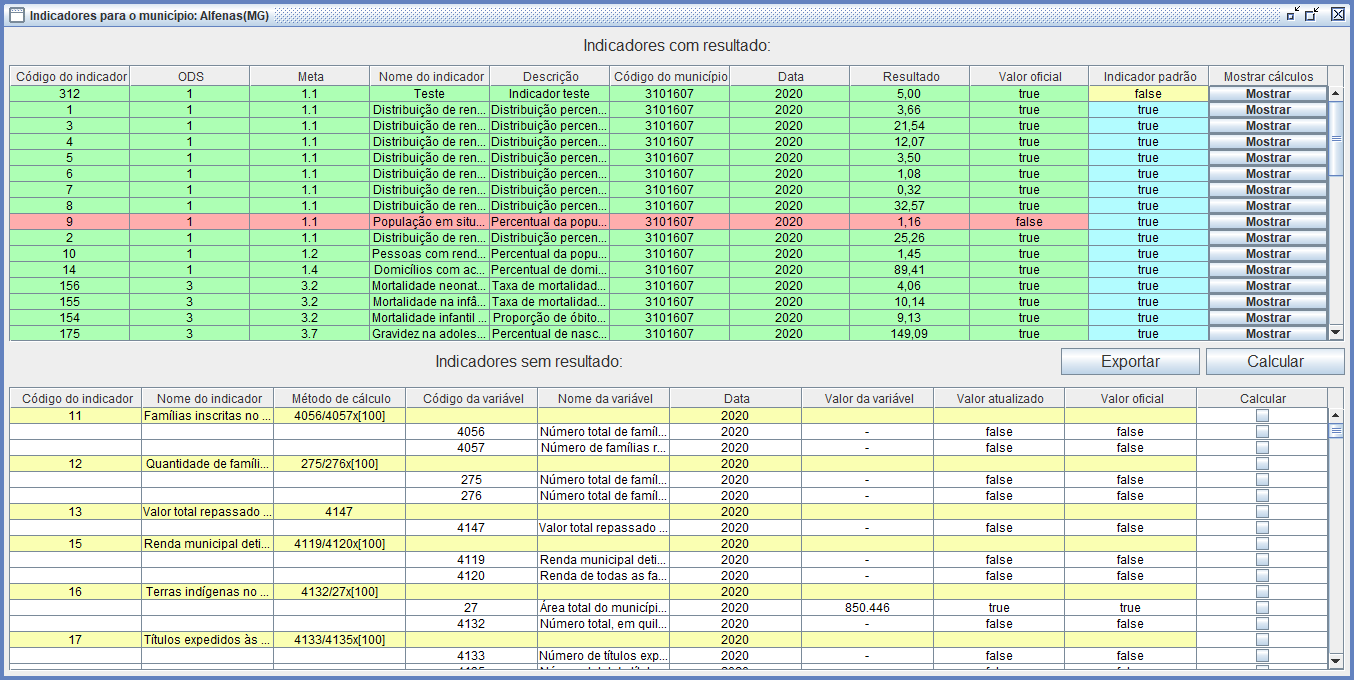 Indicadores para o município: Alfenas(MG)
Indicadores com resultado:
Código do indicador ODS Meta Nome do indicador Descrição Código do município Data Resultado Valor oficial Indicador padrão Mostrar cálculos
312 1 1.1 Teste Indicador teste 3101607 2020 5,00 true false Mostrar
1 1 1.1 Distribuição de ren... Distribuição percen... 3101607 2020 3,66 true true Mostrar
3 1 1.1 Distribuição de ren... Distribuição percen... 3101607 2020 21,54 true true Mostrar
4 1 1.1 Distribuição de ren... Distribuição percen... 3101607 2020 12,07 true true Mostrar
5 1 1.1 Distribuição de ren... Distribuição percen... 3101607 2020 3,50 true true Mostrar
6 1 1.1 Distribuição de ren... Distribuição percen... 3101607 2020 1,08 true true Mostrar
7 1 1.1 Distribuição de ren... Distribuição percen... 3101607 2020 0,32 true true Mostrar
8 1 1.1 Distribuição de ren... Distribuição percen... 3101607 2020 32,57 true true Mostrar
9 1 1.1 População em situ... Percentual da popu... 3101607 2020 1,16 false true Mostrar
2 1 1.1 Distribuição de ren... Distribuição percen... 3101607 2020 25,26 true true Mostrar
10 1 1.2 Pessoas com rend... Percentual da popu... 3101607 2020 1,45 true true Mostrar
14 1 1.4 Domicílios com ac... Percentual de domi... 3101607 2020 89,41 true true Mostrar
156 3 3.2 Mortalidade neonat... Taxa de mortalidad... 3101607 2020 4,06 true true Mostrar
155 3 3.2 Mortalidade na infâ... Taxa de mortalidad... 3101607 2020 10,14 true true Mostrar
154 3 3.2 Mortalidade infantil ... Proporção de óbito... 3101607 2020 9,13 true true Mostrar
175 3 3.7 Gravidez na adoles... Percentual de nasc... 3101607 2020 149,09 true true Mostrar
Indicadores sem resultado: Exportar Calcular
Código do indicador Nome do indicador Método de cálculo Código da variável Nome da variável Data Valor da variável Valor atualizado Valor oficial Calcular
11 Famílias inscritas no ... 4056/4057x[100] 2020
4056 Número total de famíl... 2020 - false false
4057 Número de famílias r... 2020 - false false
12 Quantidade de famíli... 275/276x[100] 2020
275 Número total de famíl... 2020 - false false
276 Número total de famíl... 2020 - false false
13 Valor total repassado ... 4147 2020
4147 Valor total repassado ... 2020 - false false
15 Renda municipal deti... 4119/4120x[100] 2020
4119 Renda municipal deti... 2020 - false false
4120 Renda de todas as fa... 2020 - false false
16 Terras indígenas no ... 4132/27x[100] 2020
27 Área total do municípi... 2020 850.446 true true
4132 Número total, em quil... 2020 - false false
17 Títulos expedidos às ... 4133/4135x[100] 2020
4133 Número de títulos exp... 2020 - false false